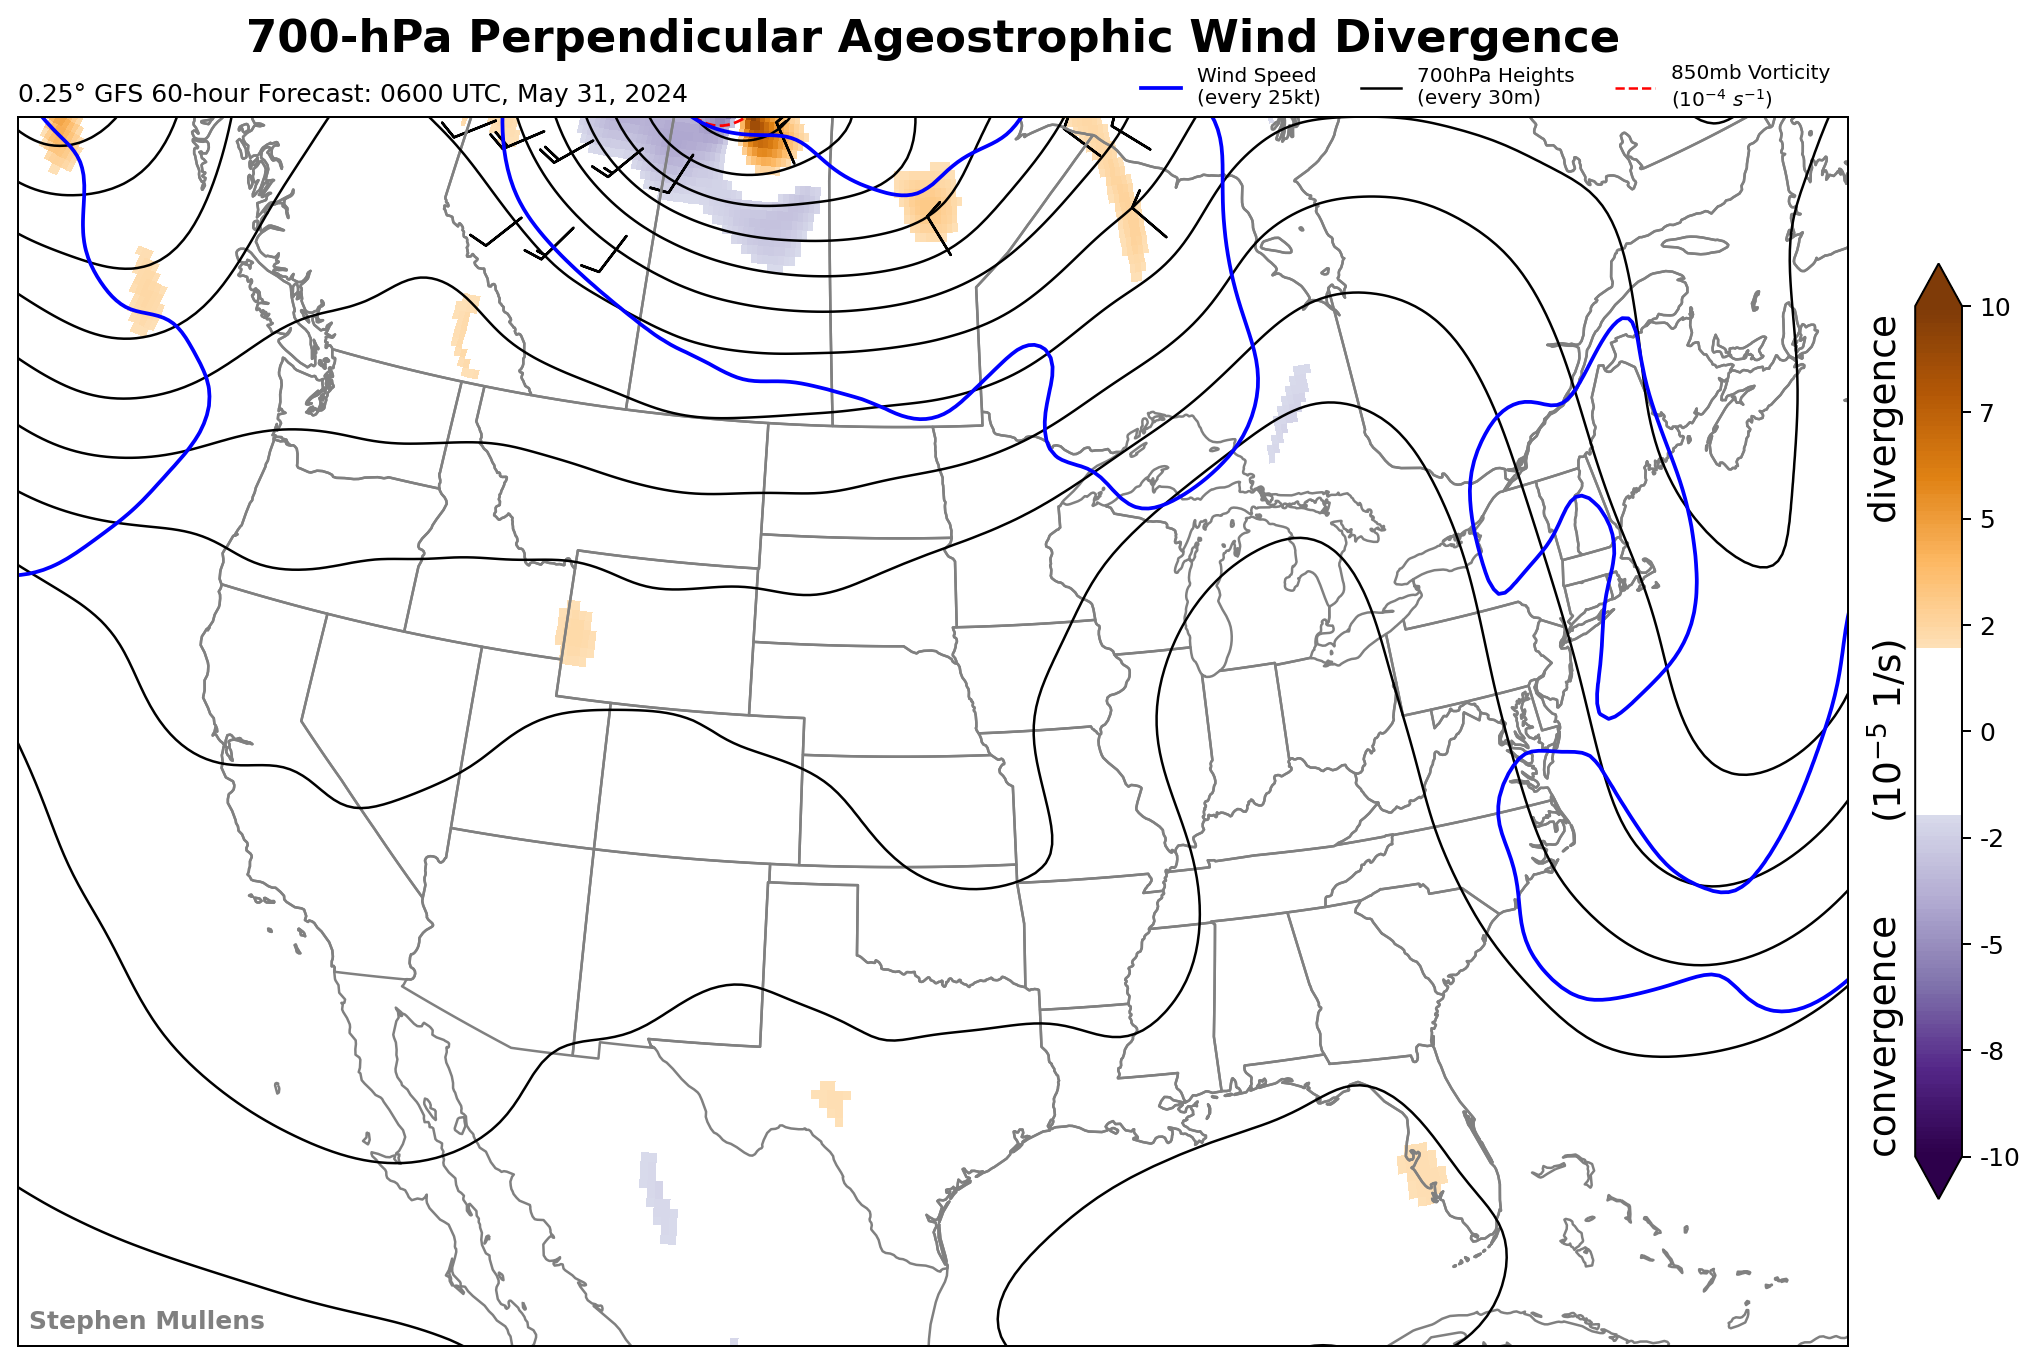 700-hPa Perpendicular Ageostrophic Wind Divergence
0.25° GFS 60-hour Forecast: 0600 UTC, May 31, 2024
Wind Speed
(every 25kt)
700hPa Heights
(every 30m)
850mb Vorticity
(10⁻⁴ s⁻¹)
10
7
5
2
0
-2
-5
-8
-10
convergence (10⁻⁵ 1/s) divergence
Stephen Mullens